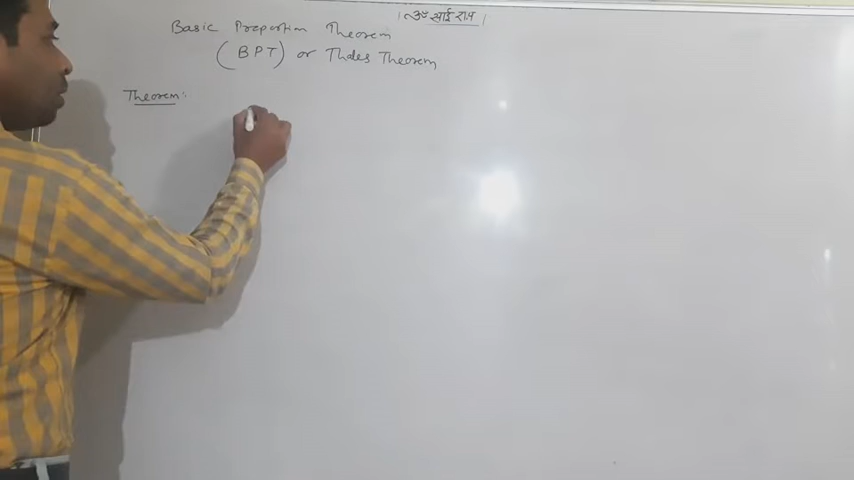 ।ॐ साई राम।
Basic Proportion Theorem
(BPT) or Thales Theorem
Theorem: